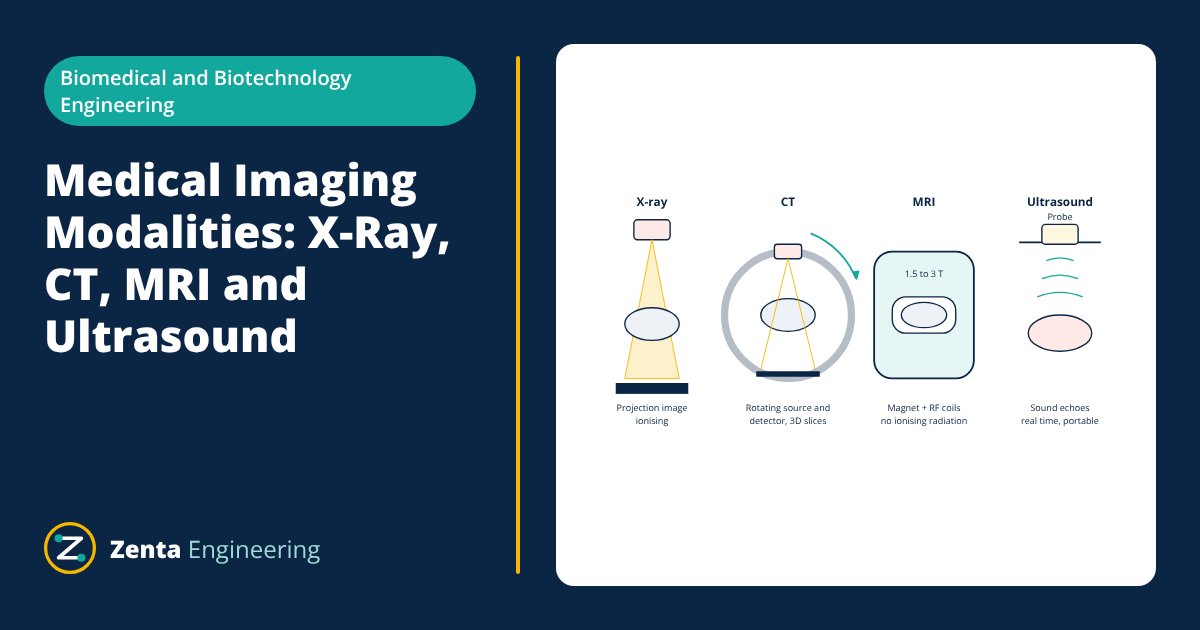 Biomedical and Biotechnology
Engineering
Medical Imaging
Modalities: X-Ray,
CT, MRI and
Ultrasound
Zenta Engineering
X-ray
Projection image
ionising
CT
Rotating source and
detector, 3D slices
MRI
1.5 to 3 T
Magnet + RF coils
no ionising radiation
Ultrasound
Probe
Sound echoes
real time, portable